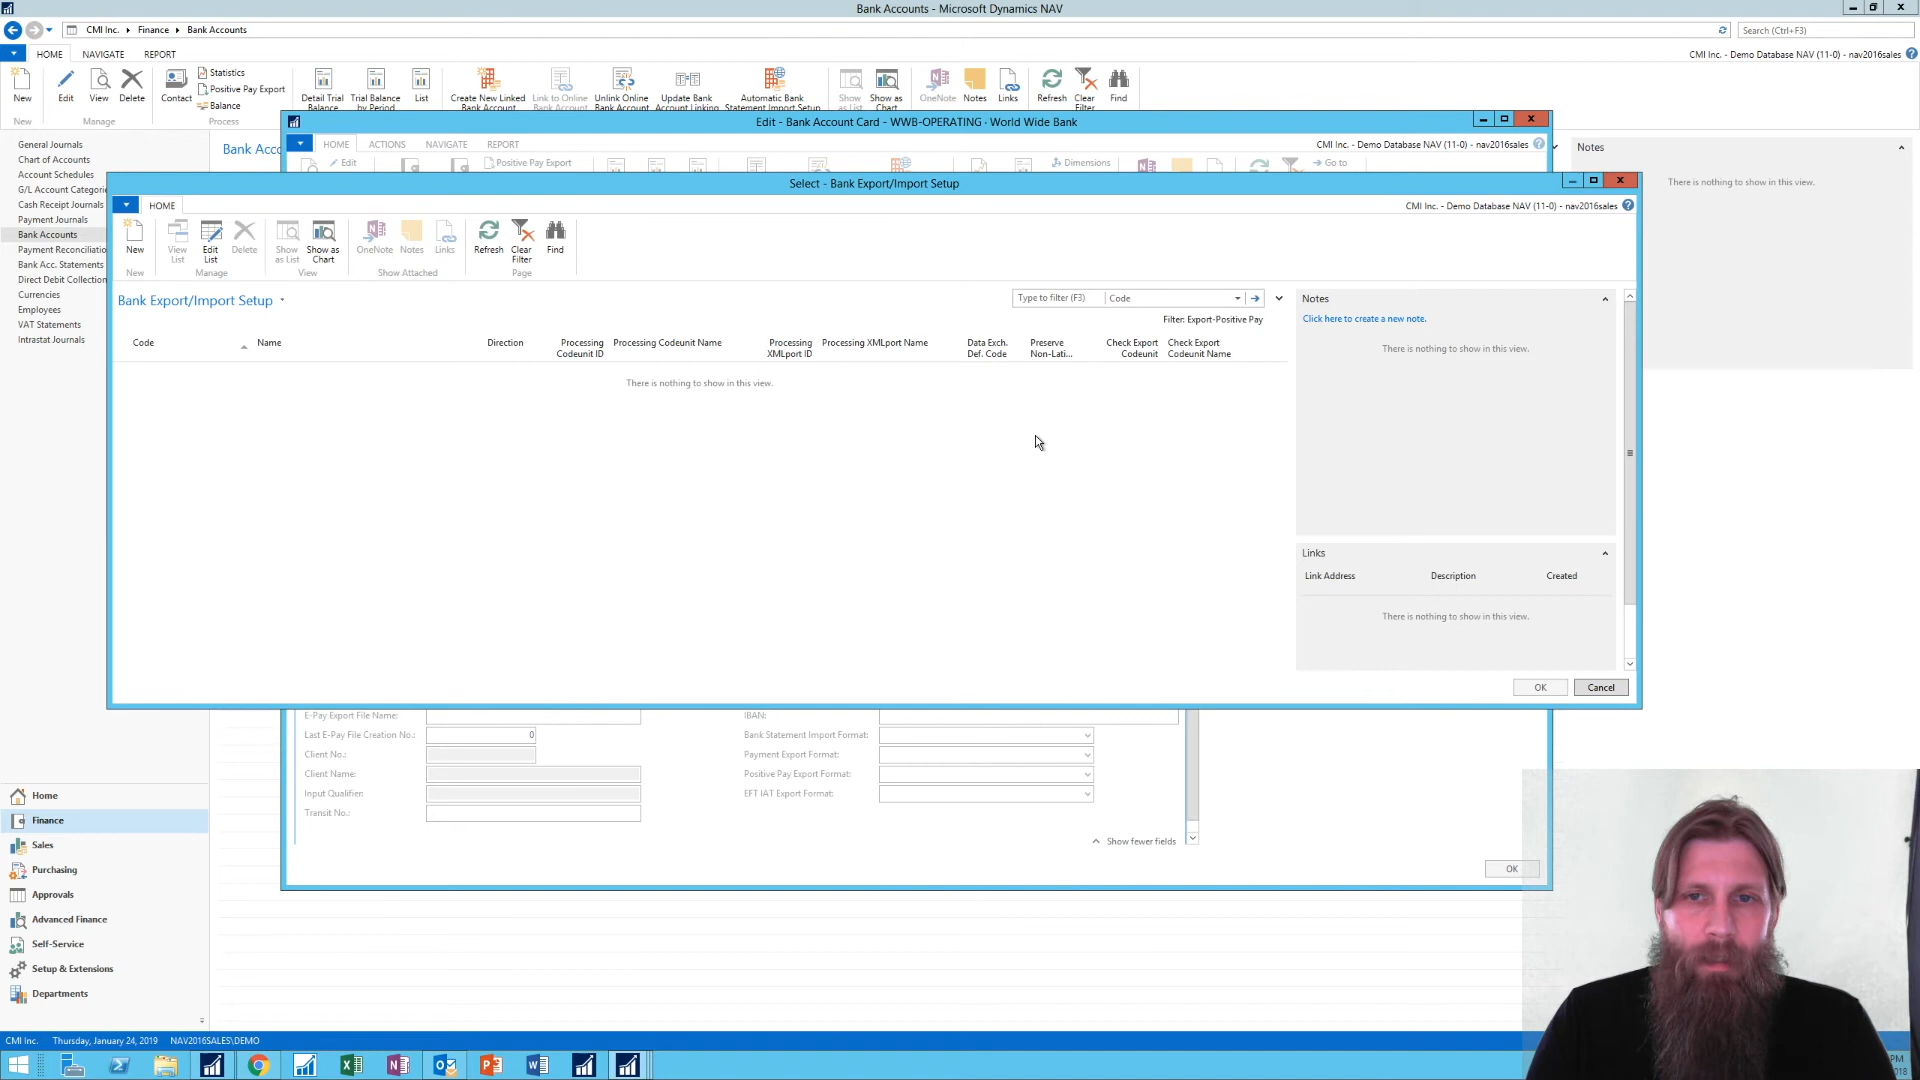 Bank Accounts - Microsoft Dynamics NAV
CMI Inc. Finance Bank Accounts
Search (Ctrl+F3)
HOME NAVIGATE REPORT
CMI Inc. - Demo Database NAV (11-0) - nav2016sales
New Edit View Delete Contact
Statistics
Positive Pay Export
Balance
Detail Trial Balance
Trial Balance by Period
List
Create New Linked Bank Account
Link to Online Bank Account
Unlink Online Bank Account
Update Bank Account Linking
Automatic Bank Statement Import Setup
Show as List
Show as Chart
OneNote Notes Links Refresh
Clear Filter
Find
New Manage Process
General Journals
Chart of Accounts
Account Schedules
G/L Account Categorie
Cash Receipt Journals
Payment Journals
Bank Accounts
Payment Reconciliatio
Bank Acc. Statements
Direct Debit Collection
Currencies
Employees
VAT Statements
Intrastat Journals
Bank Acco
Notes
There is nothing to show in this view.
Edit - Bank Account Card - WWB-OPERATING · World Wide Bank
HOME ACTIONS NAVIGATE REPORT
CMI Inc. - Demo Database NAV (11-0) - nav2016sales
Edit
Positive Pay Export
Dimensions
Go to
Select - Bank Export/Import Setup
HOME
CMI Inc. - Demo Database NAV (11-0) - nav2016sales
New
View List
Edit List
Delete
Show as List
Show as Chart
OneNote Notes Links
Refresh
Clear Filter
Find
New Manage View Show Attached Page
Bank Export/Import Setup
Type to filter (F3) Code
Filter: Export-Positive Pay
Code
Name
Direction
Processing Codeunit ID
Processing Codeunit Name
Processing XMLport ID
Processing XMLport Name
Data Exch. Def. Code
Preserve Non-Lati...
Check Export Codeunit
Check Export Codeunit Name
There is nothing to show in this view.
Notes
Click here to create a new note.
There is nothing to show in this view.
Links
Link Address Description Created
There is nothing to show in this view.
OK Cancel
E-Pay Export File Name:
Last E-Pay File Creation No.: 0
Client No.:
Client Name:
Input Qualifier:
Transit No.:
IBAN:
Bank Statement Import Format:
Payment Export Format:
Positive Pay Export Format:
EFT IAT Export Format:
Show fewer fields
OK
Home
Finance
Sales
Purchasing
Approvals
Advanced Finance
Self-Service
Setup & Extensions
Departments
CMI Inc. Thursday, January 24, 2019 NAV2016SALES\DEMO
PM
018